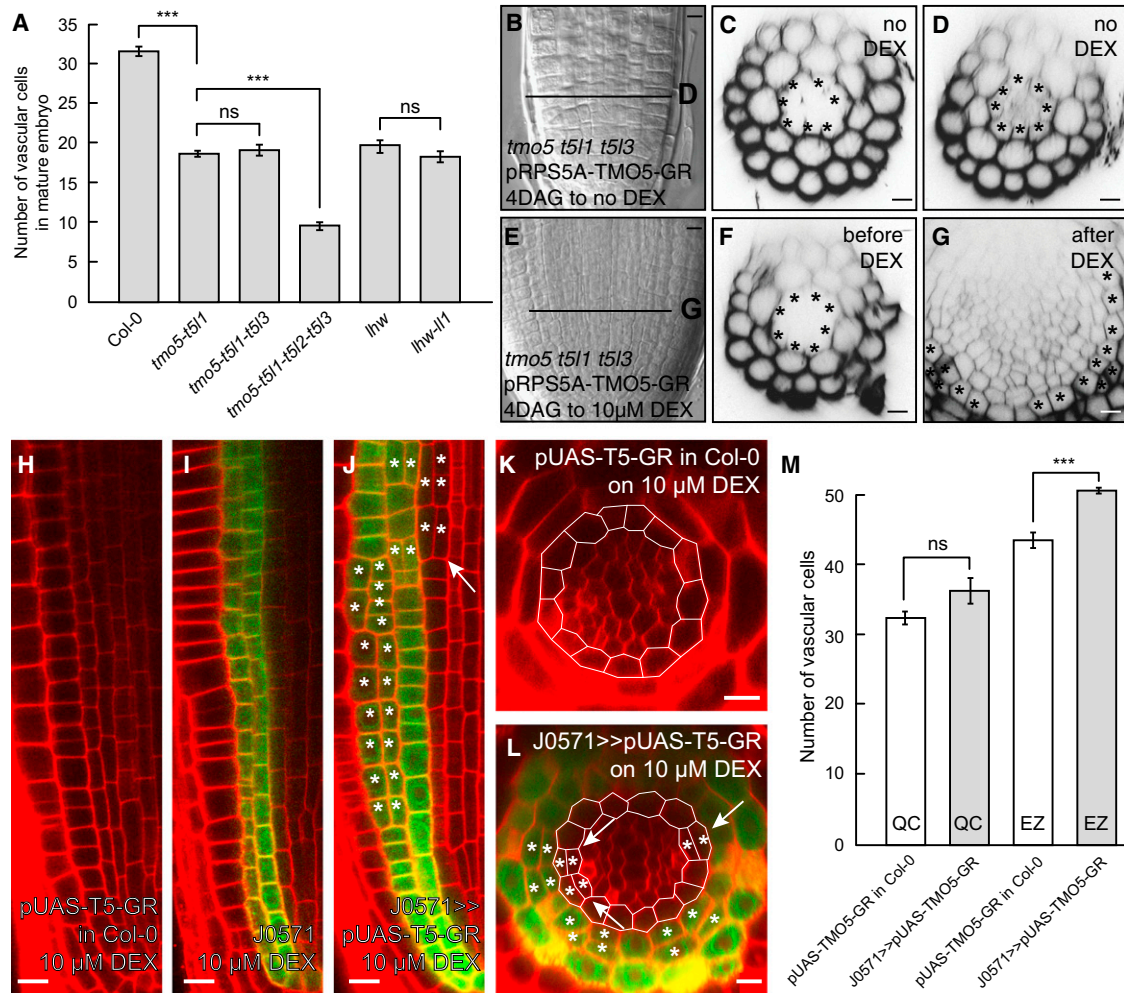 A
***
***
ns
ns
Number of vascular cells
in mature embryo
35
30
25
20
15
10
5
0
Col-0
tmo5-t5l1
tmo5-t5l1-t5l3
tmo5-t5l1-t5l2-t5l3
lhw
lhw-ll1
B
D
tmo5 t5l1 t5l3
pRPS5A-TMO5-GR
4DAG to no DEX
C
no
DEX
D
no
DEX
E
G
tmo5 t5l1 t5l3
pRPS5A-TMO5-GR
4DAG to 10µM DEX
F
before
DEX
G
after
DEX
H
pUAS-T5-GR
in Col-0
10 µM DEX
I
J0571
10 µM DEX
J
J0571>>
pUAS-T5-GR
10 µM DEX
K
pUAS-T5-GR in Col-0
on 10 µM DEX
L
J0571>>pUAS-T5-GR
on 10 µM DEX
M
ns
***
Number of vascular cells
50
40
30
20
10
0
QC
QC
EZ
EZ
pUAS-TMO5-GR in Col-0
J0571>>pUAS-TMO5-GR
pUAS-TMO5-GR in Col-0
J0571>>pUAS-TMO5-GR